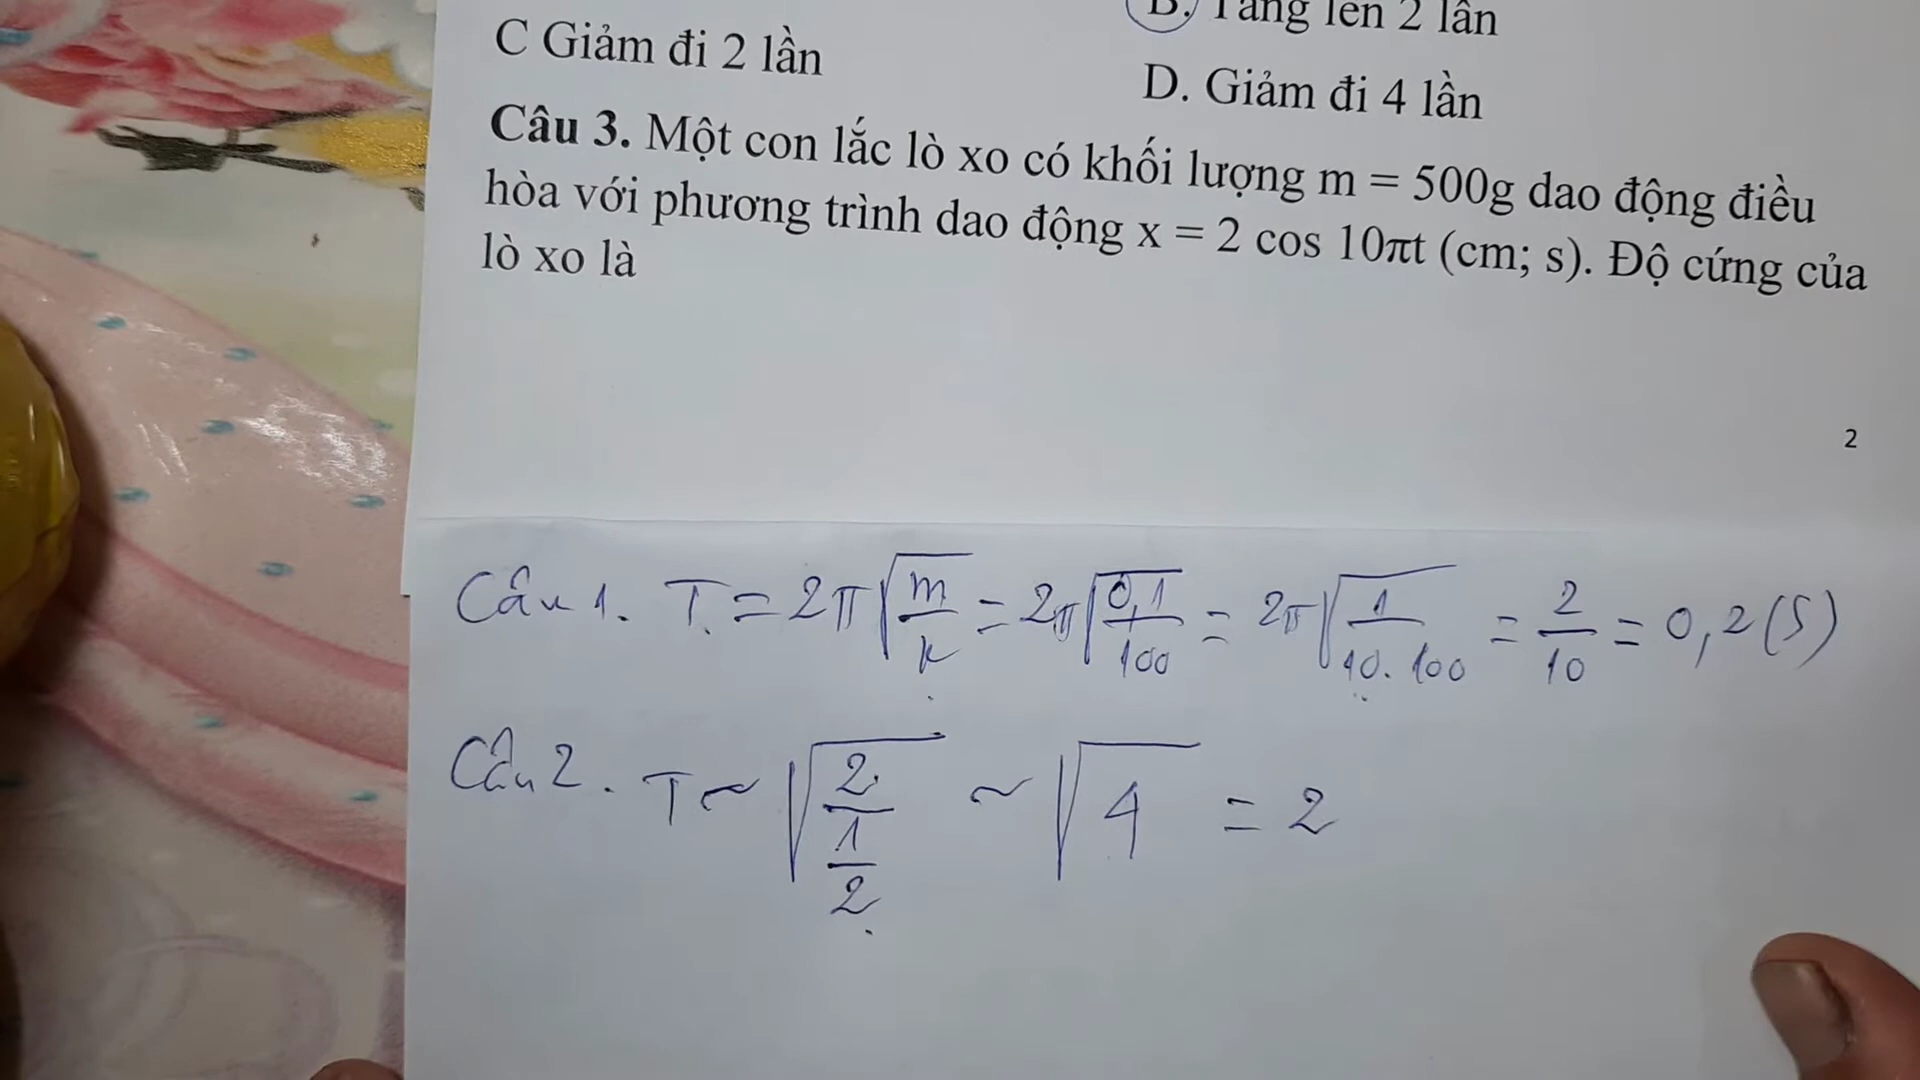 B. Tăng lên 2 lần
C Giảm đi 2 lần
D. Giảm đi 4 lần
Câu 3. Một con lắc lò xo có khối lượng m = 500g dao động điều
hòa với phương trình dao động x = 2 cos 10πt (cm; s). Độ cứng của
lò xo là
2
Câu 1. T = 2π√(m/k) = 2π√(0,1/100) = 2π√(1/10.100) = 2/10 = 0,2(S)
Câu 2. T ~ √(2/(1/2)) ~ √4 = 2